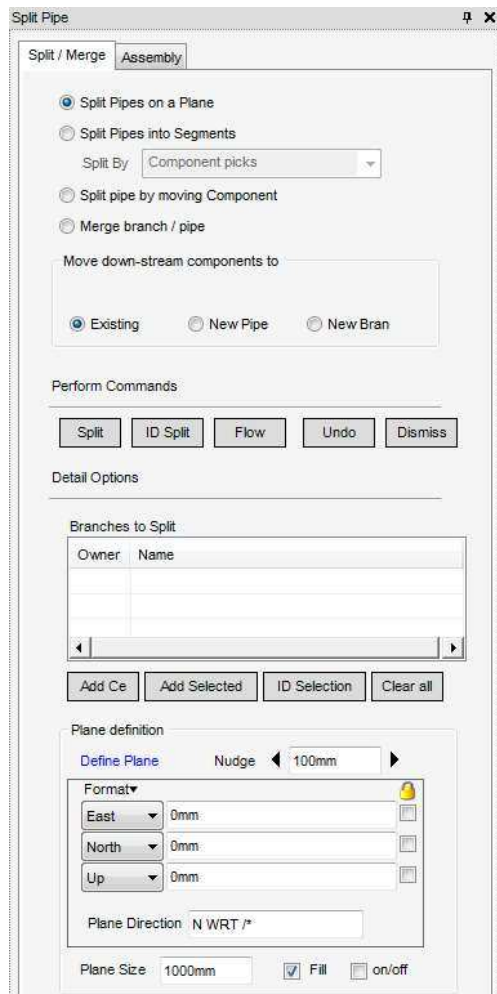 Split Pipe
Split / Merge Assembly
Split Pipes on a Plane
Split Pipes into Segments
Split By Component picks
Split pipe by moving Component
Merge branch / pipe
Move down-stream components to
Existing New Pipe New Bran
Perform Commands
Split ID Split Flow Undo Dismiss
Detail Options
Branches to Split
Owner Name
Add Ce Add Selected ID Selection Clear all
Plane definition
Define Plane Nudge 100mm
Format
East 0mm
North 0mm
Up 0mm
Plane Direction N WRT /*
Plane Size 1000mm Fill on/off